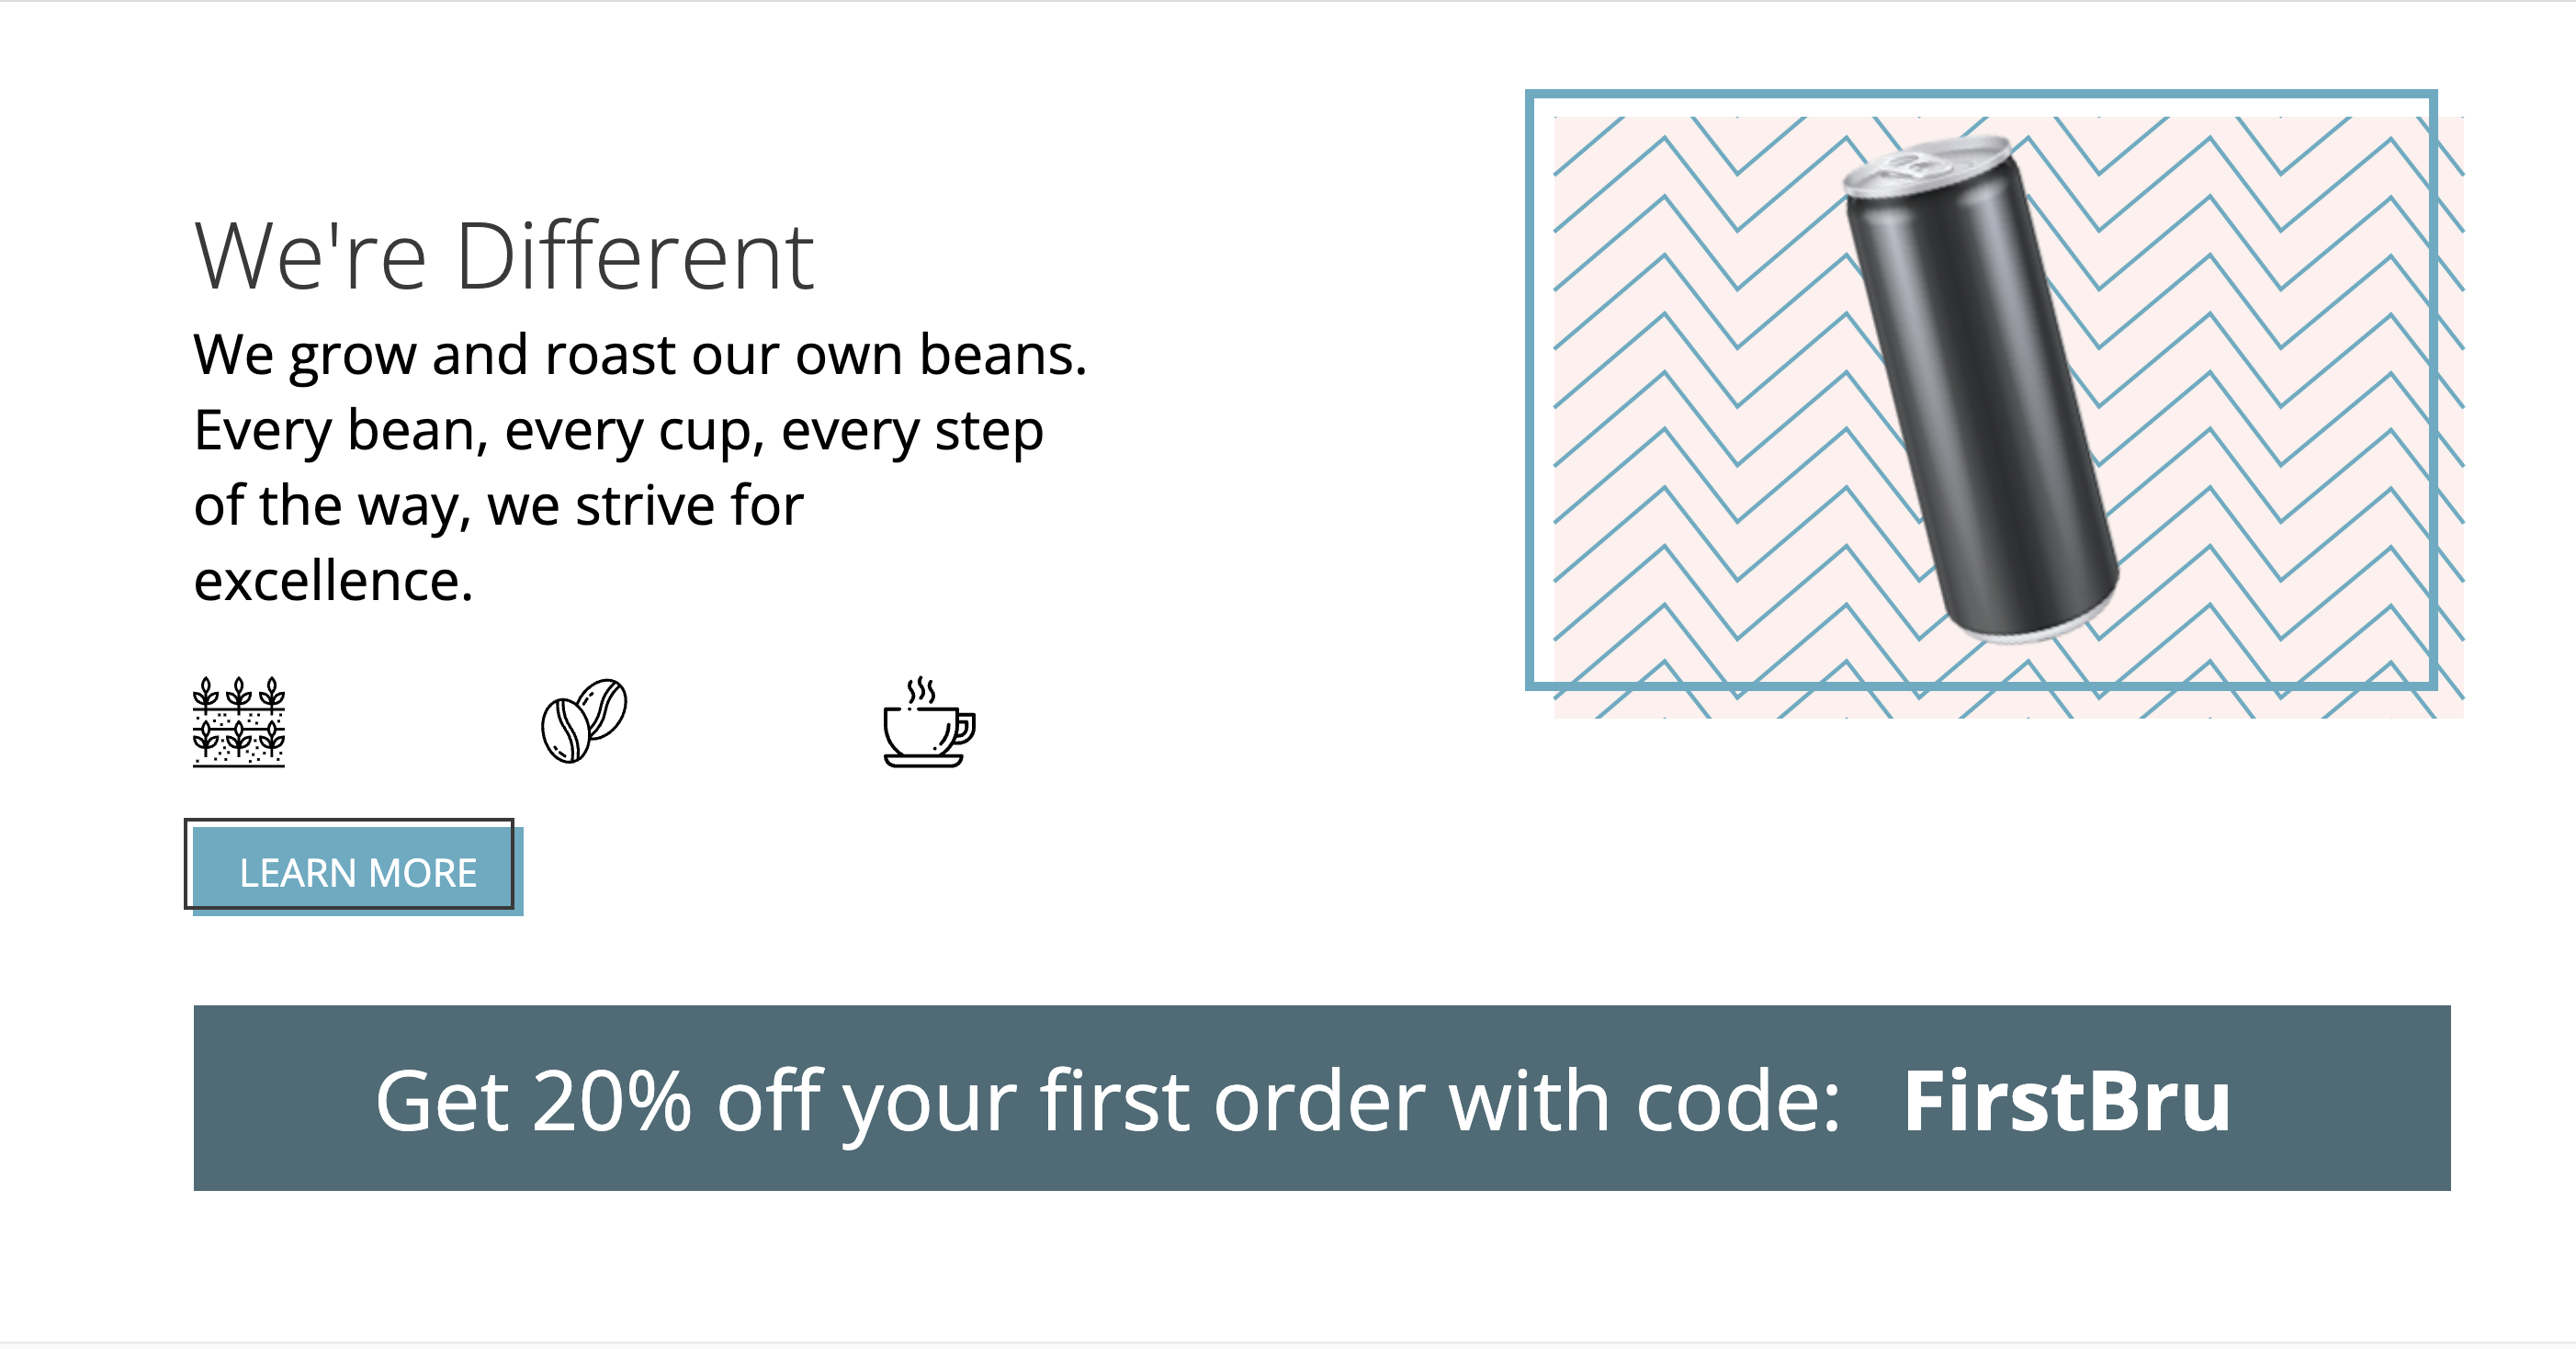 We're Different
We grow and roast our own beans.
Every bean, every cup, every step
of the way, we strive for
excellence.
LEARN MORE
Get 20% off your first order with code: FirstBru